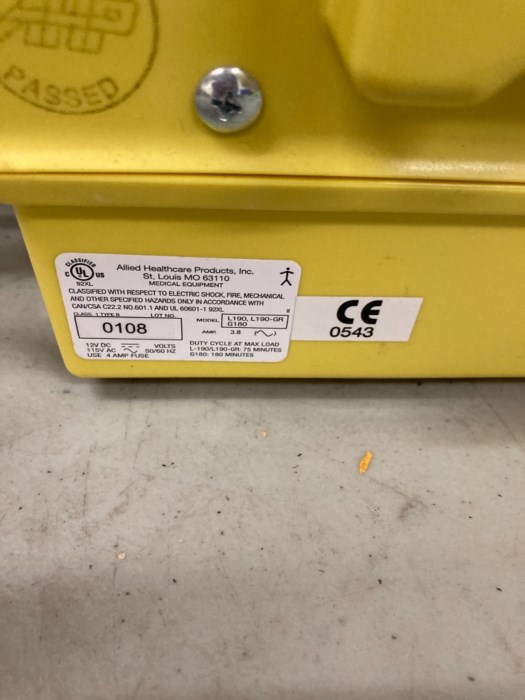 PASSED
CLASSIFIED
C UL US
92XL
Allied Healthcare Products, Inc.
St. Louis MO 63110
MEDICAL EQUIPMENT
CLASSIFIED WITH RESPECT TO ELECTRIC SHOCK, FIRE, MECHANICAL
AND OTHER SPECIFIED HAZARDS ONLY IN ACCORDANCE WITH
CAN/CSA C22.2 NO.601.1 AND UL 60601-1 92XL
CLASS 1 TYPE B LOT NO.
0108
MODEL L190, L190-GR
G180
AMP. 3.8
12V DC VOLTS
115V AC 50/60 HZ
USE 4 AMP FUSE
DUTY CYCLE AT MAX LOAD
L-190/L190-GR: 75 MINUTES
G180: 180 MINUTES
CE
0543